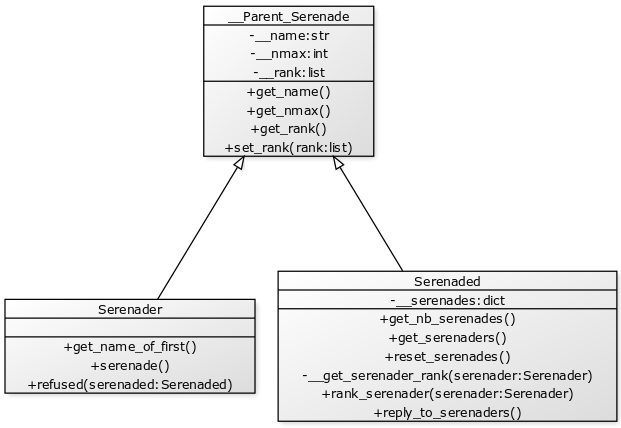 __Parent_Serenade
-__name:str
-__nmax:int
-__rank:list
+get_name()
+get_nmax()
+get_rank()
+set_rank(rank:list)
Serenader
+get_name_of_first()
+serenade()
+refused(serenaded:Serenaded)
Serenaded
-__serenades:dict
+get_nb_serenades()
+get_serenaders()
+reset_serenades()
-__get_serenader_rank(serenader:Serenader)
+rank_serenader(serenader:Serenader)
+reply_to_serenaders()